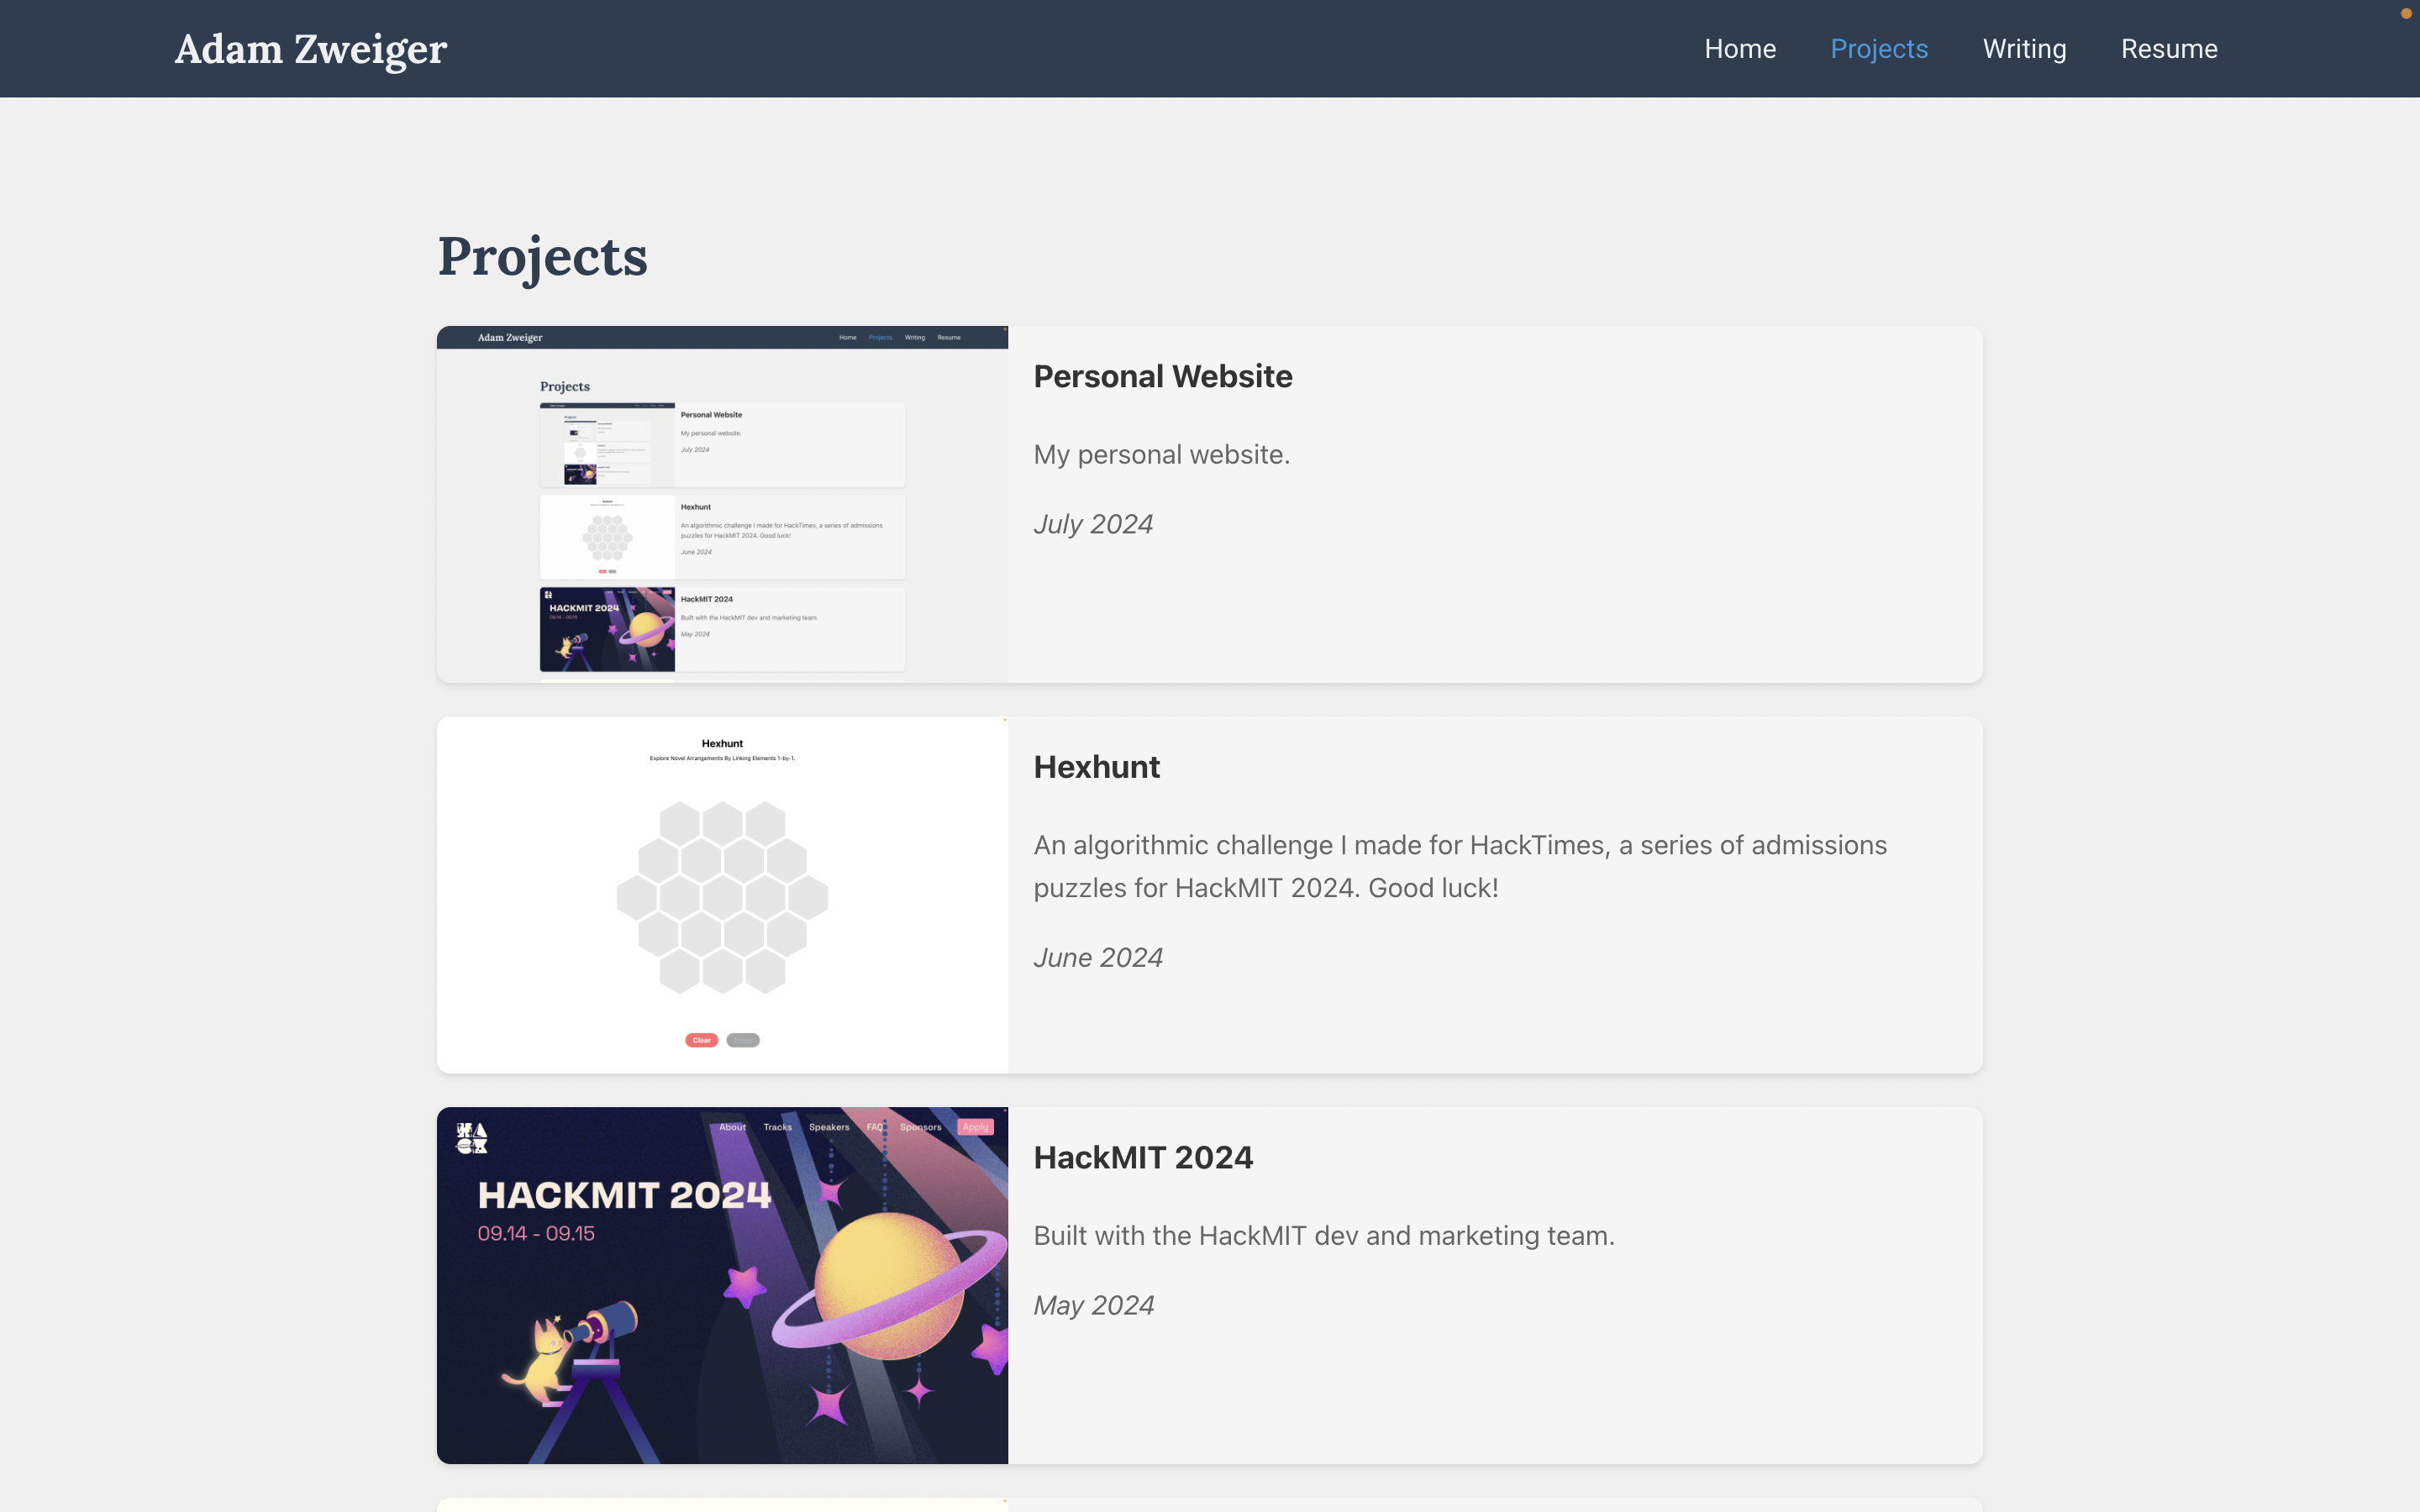 Adam Zweiger
Home Projects Writing Resume
Projects
Adam Zweiger
Home Projects Writing Resume
Projects
Personal Website
My personal website.
July 2024
Hexhunt
An algorithmic challenge I made for HackTimes, a series of admissions
puzzles for HackMIT 2024. Good luck!
June 2024
HACKMIT 2024
09.14 - 09.15
HackMIT 2024
Built with the HackMIT dev and marketing team.
May 2024
Personal Website
My personal website.
July 2024
Hexhunt
Explore Novel Arrangements By Linking Elements 1-by-1.
Clear
Hexhunt
An algorithmic challenge I made for HackTimes, a series of admissions
puzzles for HackMIT 2024. Good luck!
June 2024
About Tracks Speakers FAQ Sponsors Apply
HACKMIT 2024
09.14 - 09.15
HackMIT 2024
Built with the HackMIT dev and marketing team.
May 2024